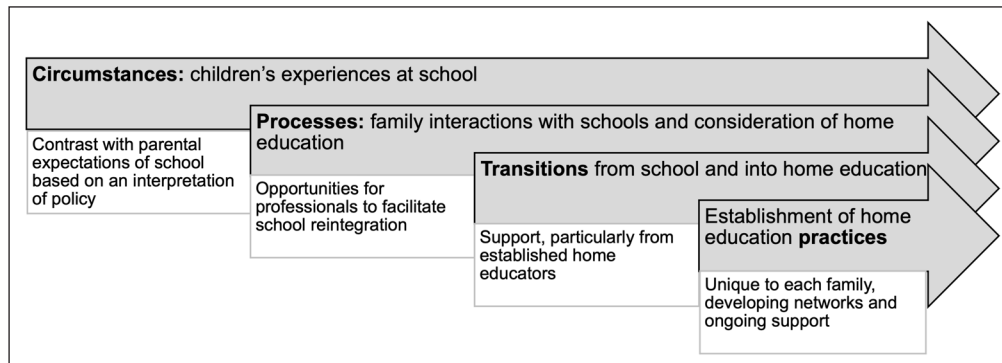 Circumstances: children's experiences at school
Contrast with parental
expectations of school
based on an interpretation
of policy
Processes: family interactions with schools and consideration of home
education
Opportunities for
professionals to facilitate
school reintegration
Transitions from school and into home education
Support, particularly from
established home
educators
Establishment of home
education practices
Unique to each family,
developing networks and
ongoing support